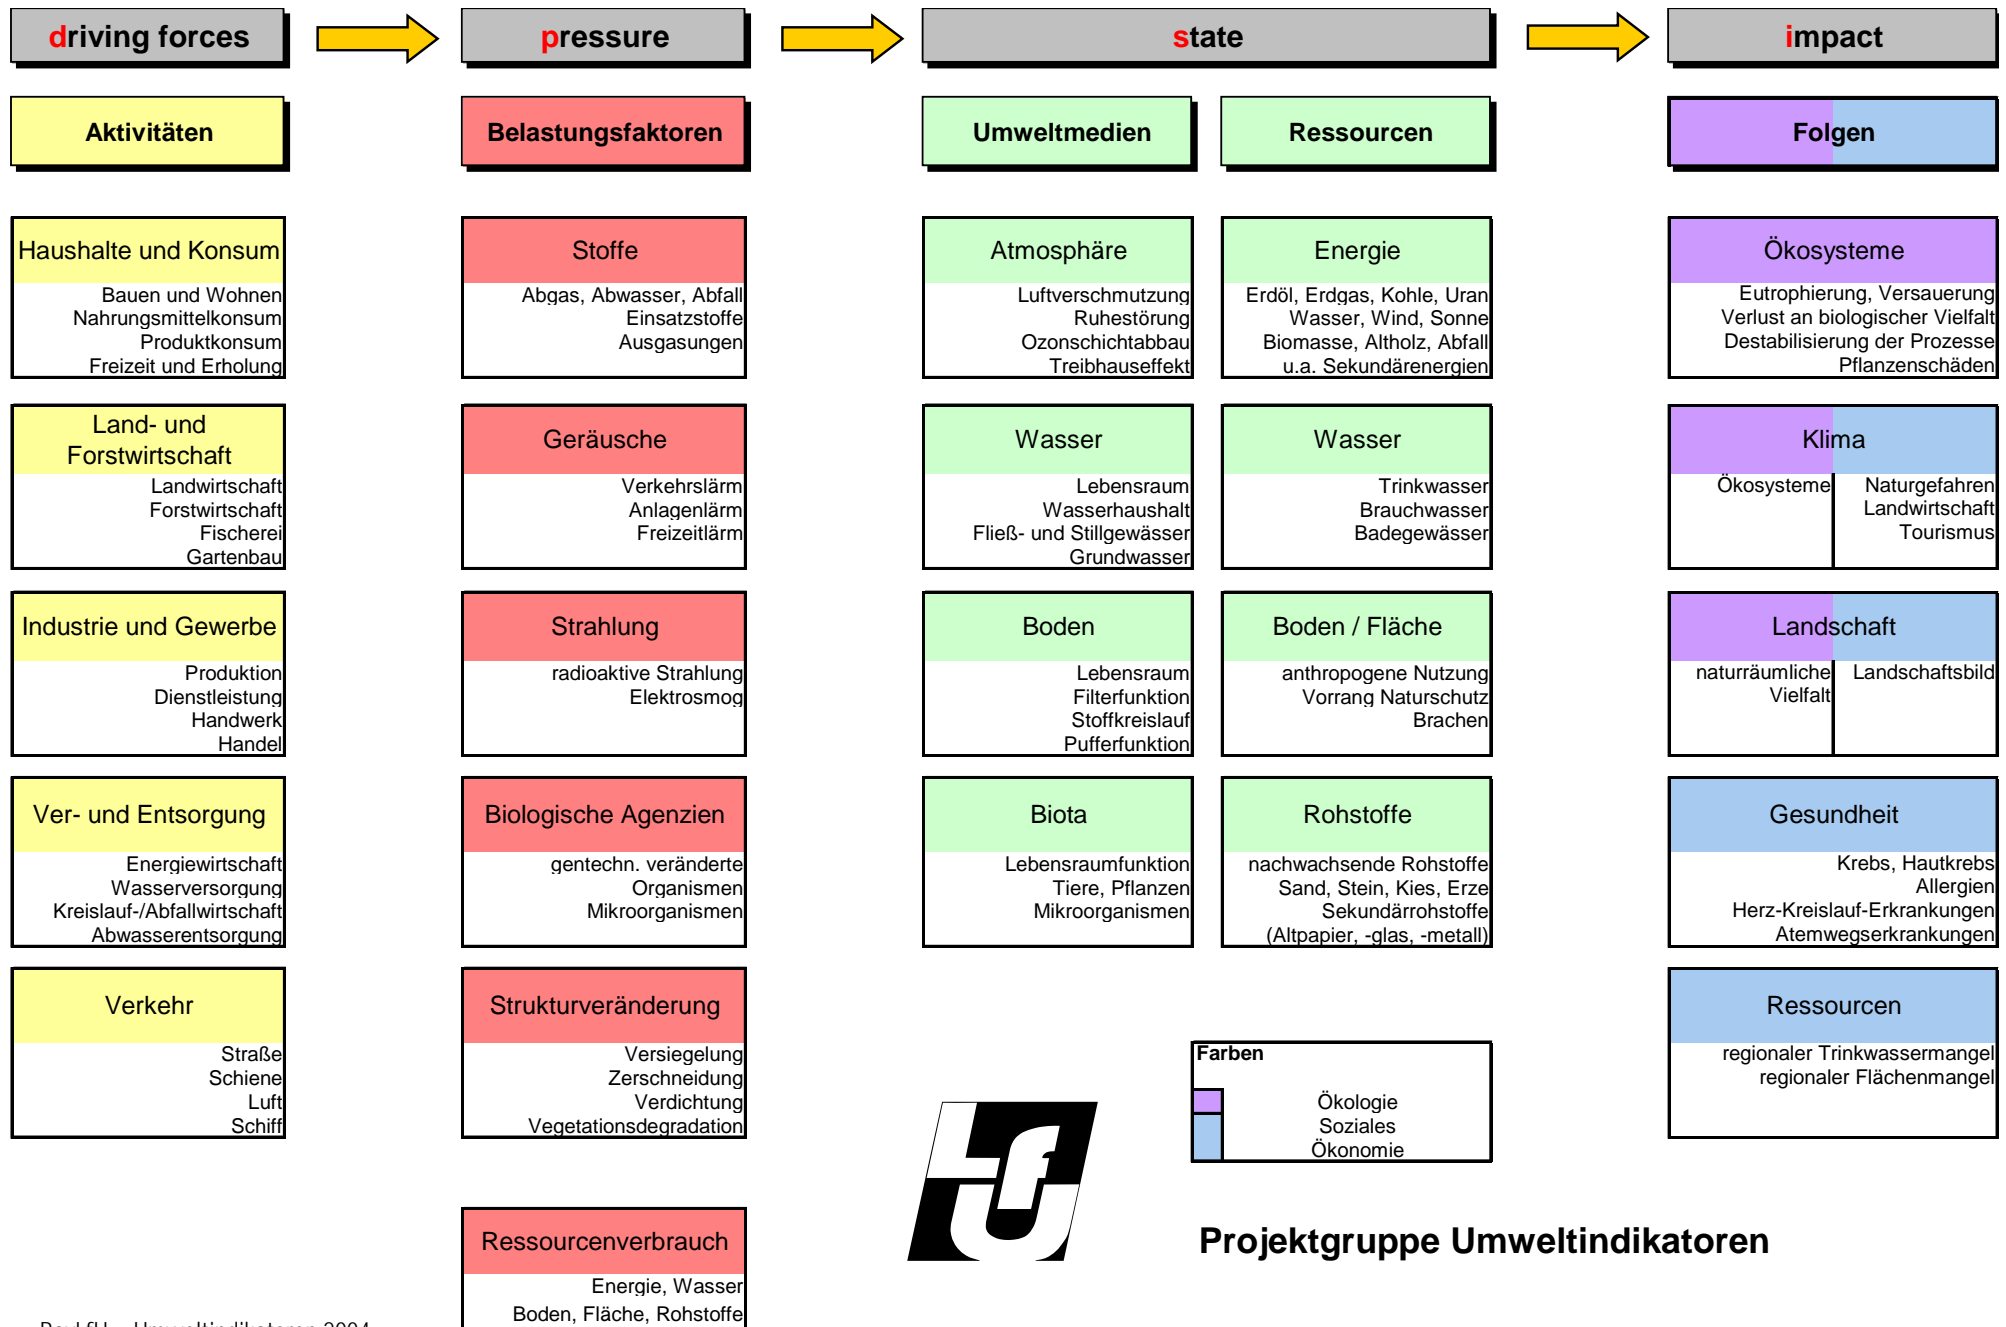 driving forces
pressure
state
impact
Aktivitäten
Belastungsfaktoren
Umweltmedien
Ressourcen
Folgen
Haushalte und Konsum
Bauen und Wohnen
Nahrungsmittelkonsum
Produktkonsum
Freizeit und Erholung
Stoffe
Abgas, Abwasser, Abfall
Einsatzstoffe
Ausgasungen
Atmosphäre
Luftverschmutzung
Ruhestörung
Ozonschichtabbau
Treibhauseffekt
Energie
Erdöl, Erdgas, Kohle, Uran
Wasser, Wind, Sonne
Biomasse, Altholz, Abfall
u.a. Sekundärenergien
Ökosysteme
Eutrophierung, Versauerung
Verlust an biologischer Vielfalt
Destabilisierung der Prozesse
Pflanzenschäden
Land- und
Forstwirtschaft
Landwirtschaft
Forstwirtschaft
Fischerei
Gartenbau
Geräusche
Verkehrslärm
Anlagenlärm
Freizeitlärm
Wasser
Lebensraum
Wasserhaushalt
Fließ- und Stillgewässer
Grundwasser
Wasser
Trinkwasser
Brauchwasser
Badegewässer
Klima
Ökosysteme
Naturgefahren
Landwirtschaft
Tourismus
Industrie und Gewerbe
Produktion
Dienstleistung
Handwerk
Handel
Strahlung
radioaktive Strahlung
Elektrosmog
Boden
Lebensraum
Filterfunktion
Stoffkreislauf
Pufferfunktion
Boden / Fläche
anthropogene Nutzung
Vorrang Naturschutz
Brachen
Landschaft
naturräumliche
Vielfalt
Landschaftsbild
Ver- und Entsorgung
Energiewirtschaft
Wasserversorgung
Kreislauf-/Abfallwirtschaft
Abwasserentsorgung
Biologische Agenzien
gentechn. veränderte
Organismen
Mikroorganismen
Biota
Lebensraumfunktion
Tiere, Pflanzen
Mikroorganismen
Rohstoffe
nachwachsende Rohstoffe
Sand, Stein, Kies, Erze
Sekundärrohstoffe
(Altpapier, -glas, -metall)
Gesundheit
Krebs, Hautkrebs
Allergien
Herz-Kreislauf-Erkrankungen
Atemwegserkrankungen
Verkehr
Straße
Schiene
Luft
Schiff
Strukturveränderung
Versiegelung
Zerschneidung
Verdichtung
Vegetationsdegradation
Ressourcen
regionaler Trinkwassermangel
regionaler Flächenmangel
Farben
Ökologie
Soziales
Ökonomie
Ressourcenverbrauch
Energie, Wasser
Boden, Fläche, Rohstoffe
Projektgruppe Umweltindikatoren
Umweltindikatoren 2004